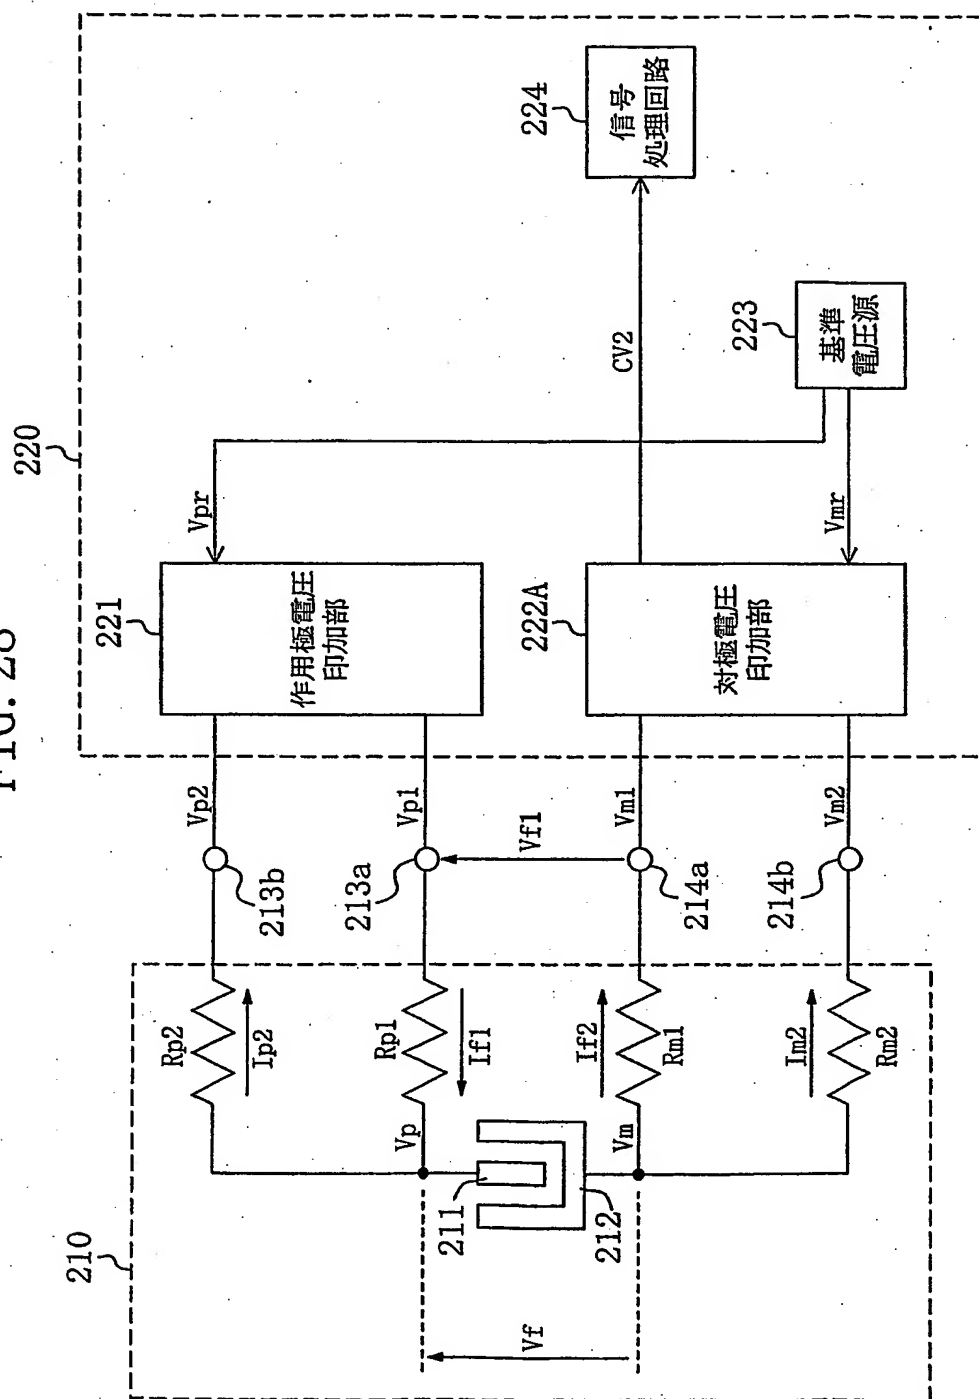 FIG. 28
220
224
信号
処理回路
223
基準
電圧源
CV2
Vpr
Vmr
221
作用極電圧
印加部
222A
対極電圧
印加部
Vp2
Vp1
Vm1
Vm2
Vf1
213b
213a
214a
214b
Rp2
Ip2
Rp1
If1
If2
Rm1
Im2
Rm2
Vp
Vm
211
212
210
Vf